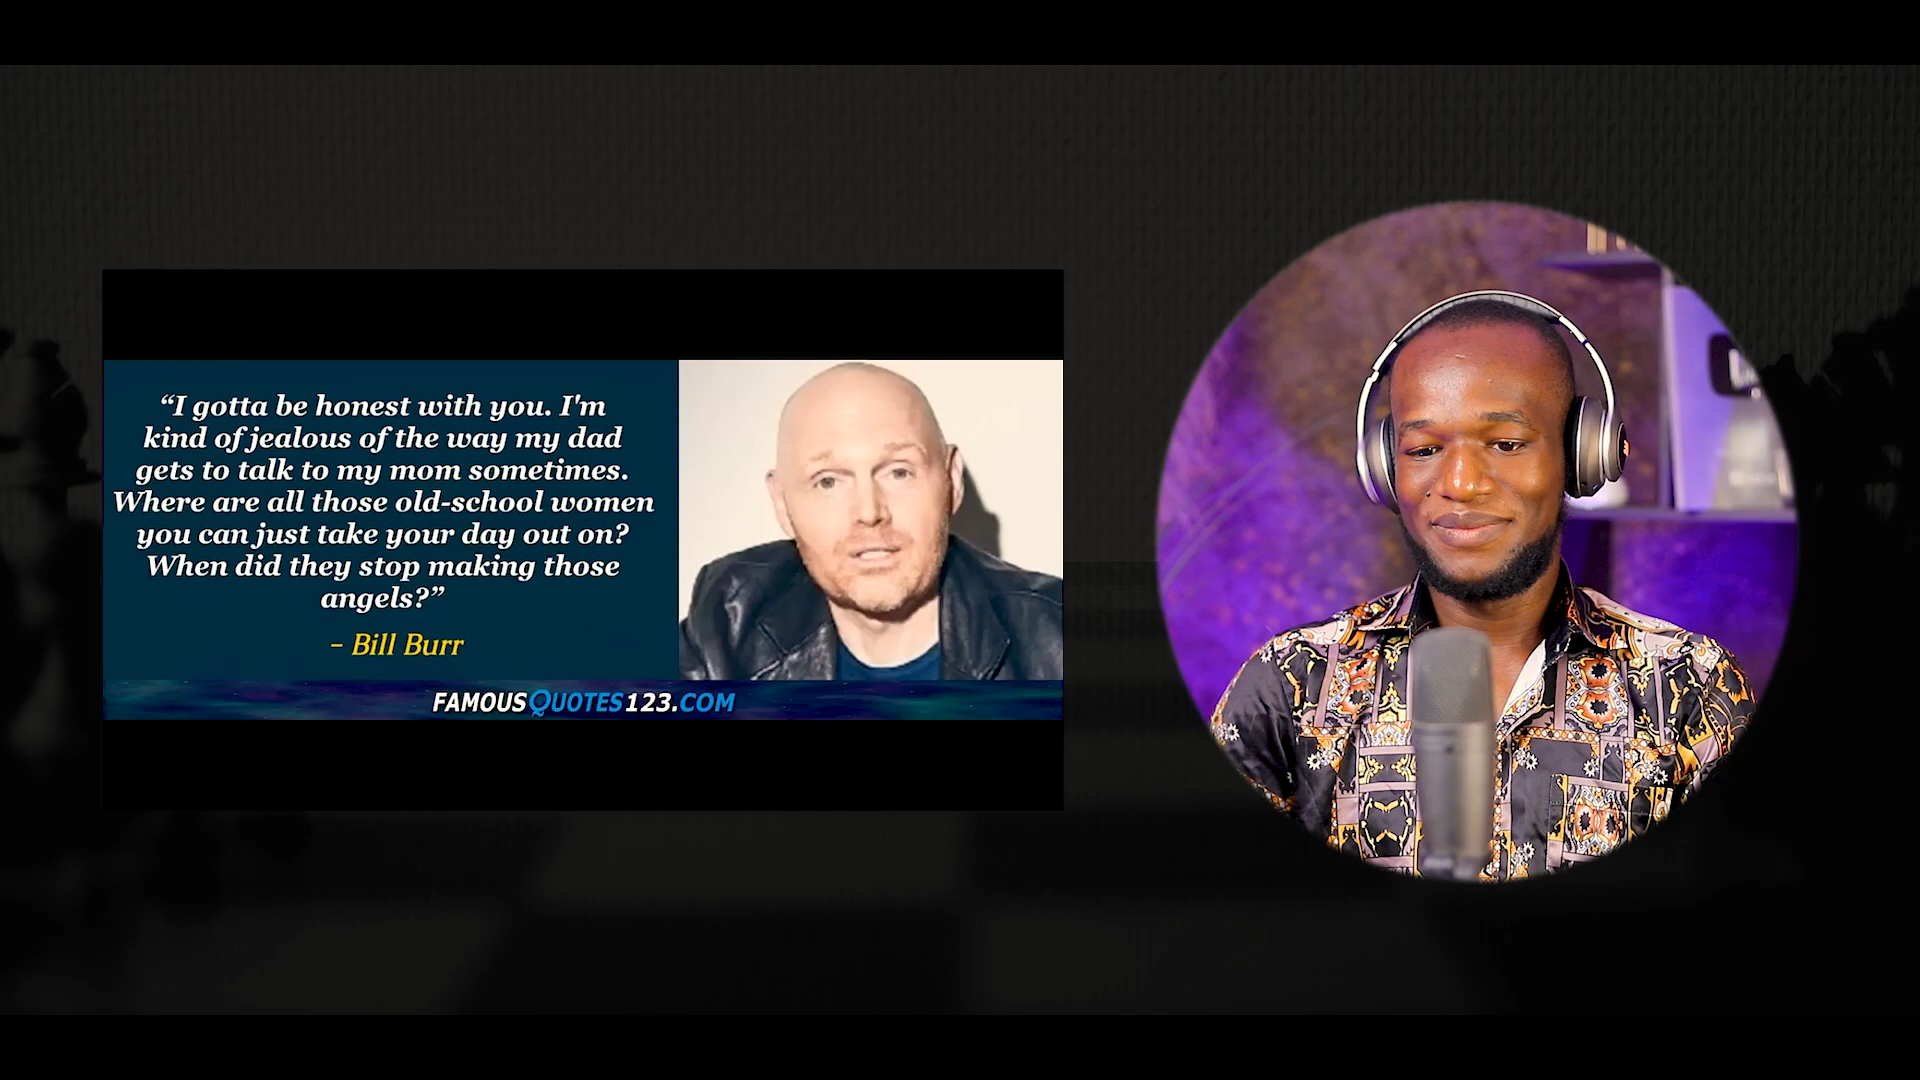 “I gotta be honest with you. I'm
kind of jealous of the way my dad
gets to talk to my mom sometimes.
Where are all those old-school women
you can just take your day out on?
When did they stop making those
angels?”
– Bill Burr
FAMOUSQUOTES123.COM